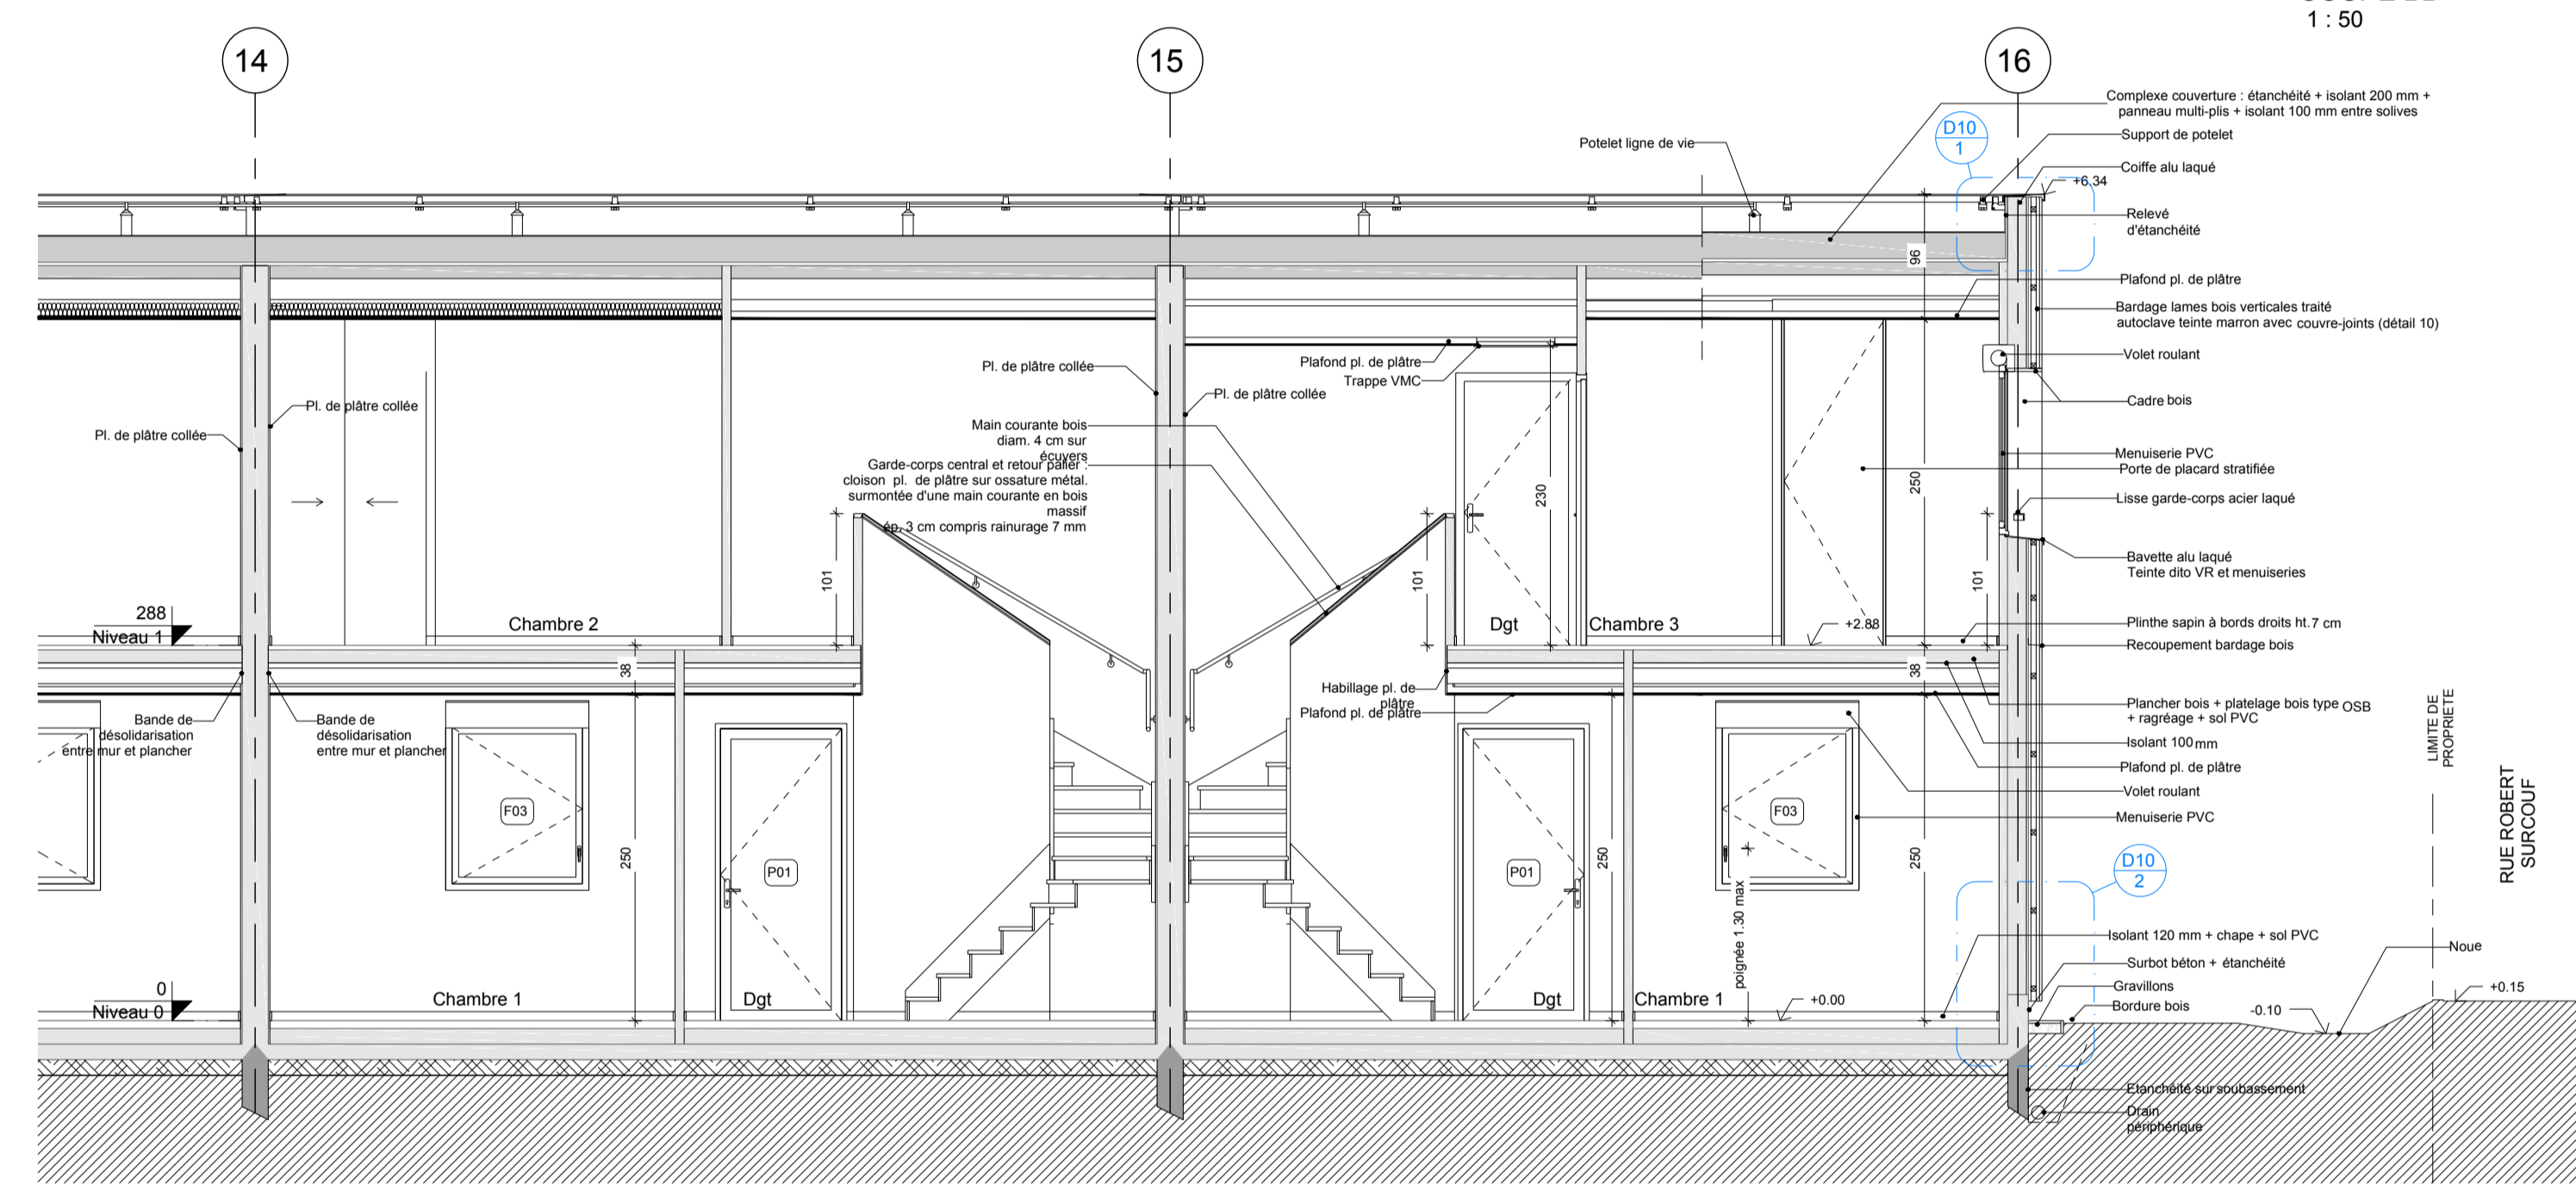 1 : 50
14
15
16
Complexe couverture : étanchéité + isolant 200 mm +
panneau multi-plis + isolant 100 mm entre solives
D10
1
Potelet ligne de vie
Support de potelet
Coiffe alu laqué
+6.34
Relevé
d'étanchéité
96
Plafond pl. de plâtre
Bardage lames bois verticales traité
autoclave teinte marron avec couvre-joints (détail 10)
Volet roulant
Pl. de plâtre collée
Plafond pl. de plâtre
Trappe VMC
Pl. de plâtre collée
Pl. de plâtre collée
Cadre bois
Main courante bois
diam. 4 cm sur
écuyers
Pl. de plâtre collée
Garde-corps central et retour palier :
cloison pl. de plâtre sur ossature métal.
surmontée d'une main courante en bois
massif
ép. 3 cm compris rainurage 7 mm
Menuiserie PVC
Porte de placard stratifiée
250
230
Lisse garde-corps acier laqué
Bavette alu laqué
Teinte dito VR et menuiseries
101
101
101
288
Niveau 1
Chambre 2
Dgt
Chambre 3
+2.88
Plinthe sapin à bords droits ht. 7 cm
Recoupement bardage bois
38
38
Habillage pl. de
plâtre
Plafond pl. de plâtre
Bande de
désolidarisation
entre mur et plancher
Bande de
désolidarisation
entre mur et plancher
Plancher bois + platelage bois type OSB
+ ragréage + sol PVC
Isolant 100 mm
Plafond pl. de plâtre
Volet roulant
Menuiserie PVC
LIMITE DE
PROPRIETE
RUE ROBERT
SURCOUF
F03
F03
250
P01
P01
250
250
poignée 1.30 max
D10
2
Isolant 120 mm + chape + sol PVC
Noue
Surbot béton + étanchéité
Gravillons
Bordure bois
-0.10
+0.15
0
Niveau 0
Chambre 1
Dgt
Dgt
Chambre 1
+0.00
Etanchéité sur soubassement
Drain
périphérique